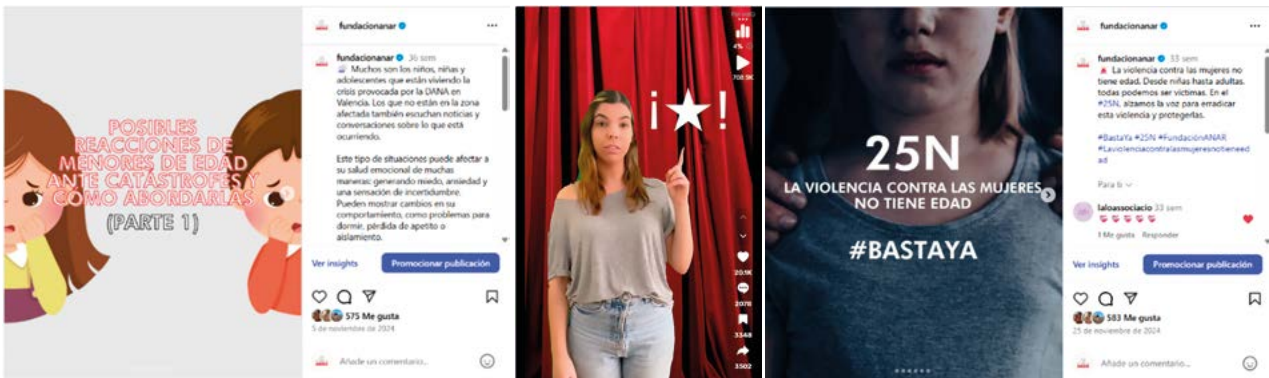 POSIBLES
REACCIONES DE
MENORES DE EDAD
ANTE CATÁSTROFES Y
CÓMO ABORDARLAS
(PARTE 1)
fundacionanar
fundacionanar 36 sem
Muchos son los niños, niñas y
adolescentes que están viviendo la
crisis provocada por la DANA en
Valencia. Los que no están en la zona
afectada también escuchan noticias y
conversaciones sobre lo que está
ocurriendo.
Este tipo de situaciones puede afectar a
su salud emocional de muchas
maneras: generando miedo, ansiedad y
una sensación de incertidumbre.
Pueden mostrar cambios en su
comportamiento, como problemas para
dormir, pérdida de apetito o
aislamiento.
Ver insights
Promocionar publicación
575 Me gusta
5 de noviembre de 2024
Añade un comentario...
¡★!
4%
708.9K
20.1K
2078
3348
3502
25N
LA VIOLENCIA CONTRA LAS MUJERES
NO TIENE EDAD
#BASTAYA
fundacionanar
fundacionanar 33 sem
La violencia contra las mujeres no
tiene edad. Desde niñas hasta adultas,
todas podemos ser víctimas. En el
#25N, alzamos la voz para erradicar
esta violencia y protegerlas.
#BastaYa #25N #FundaciónANAR
#Laviolenciacontralasmujeresnotieneed
ad
Para ti
laloassociacio 33 sem
1 Me gusta Responder
Ver insights
Promocionar publicación
583 Me gusta
25 de noviembre de 2024
Añade un comentario...